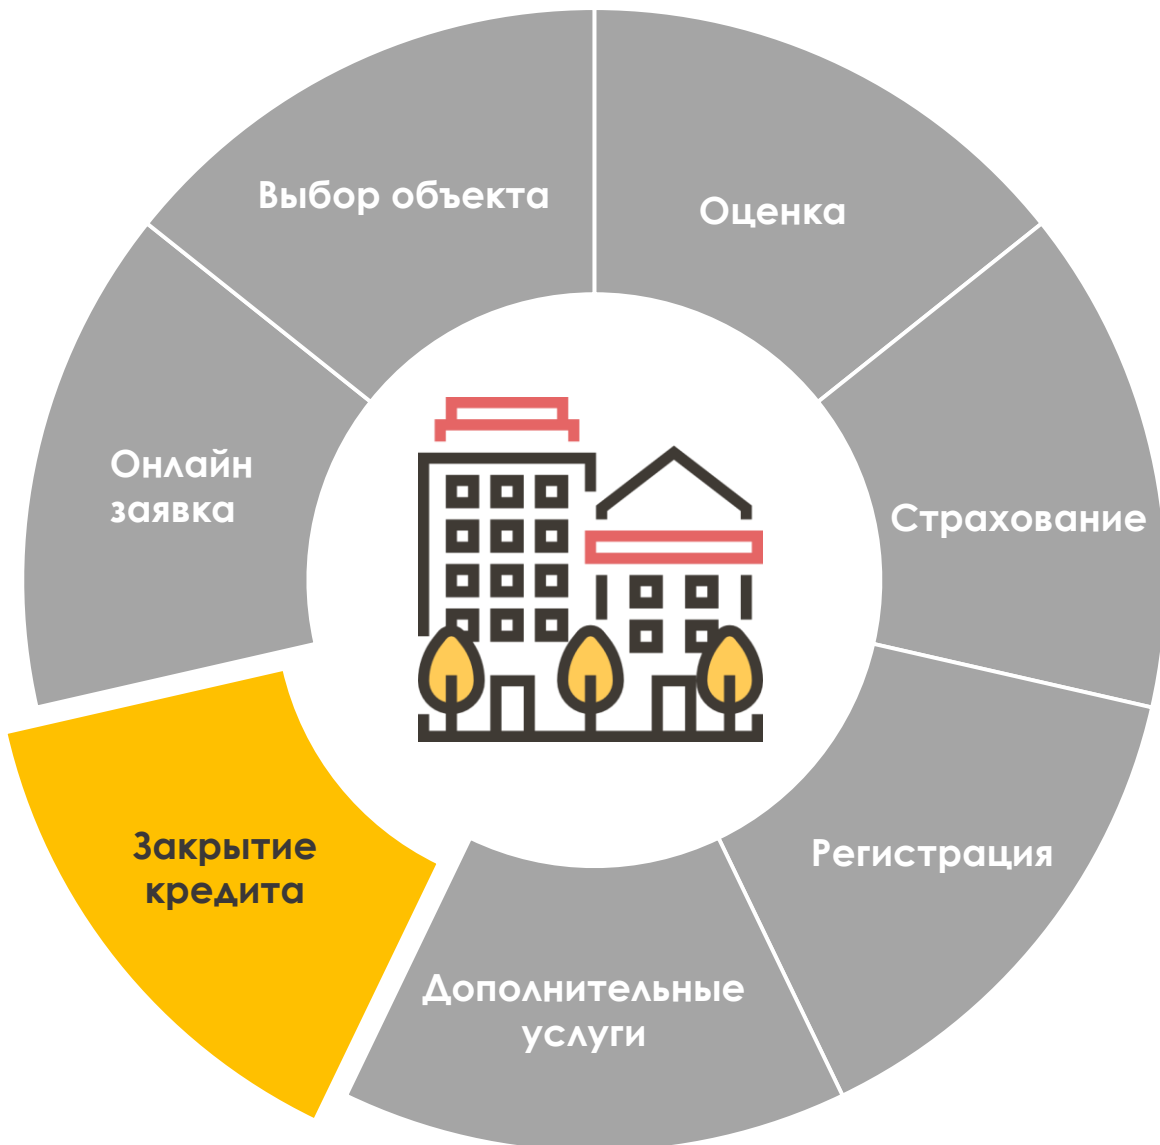 Выбор объекта
Оценка
Онлайн
заявка
Страхование
Закрытие
кредита
Регистрация
Дополнительные
услуги